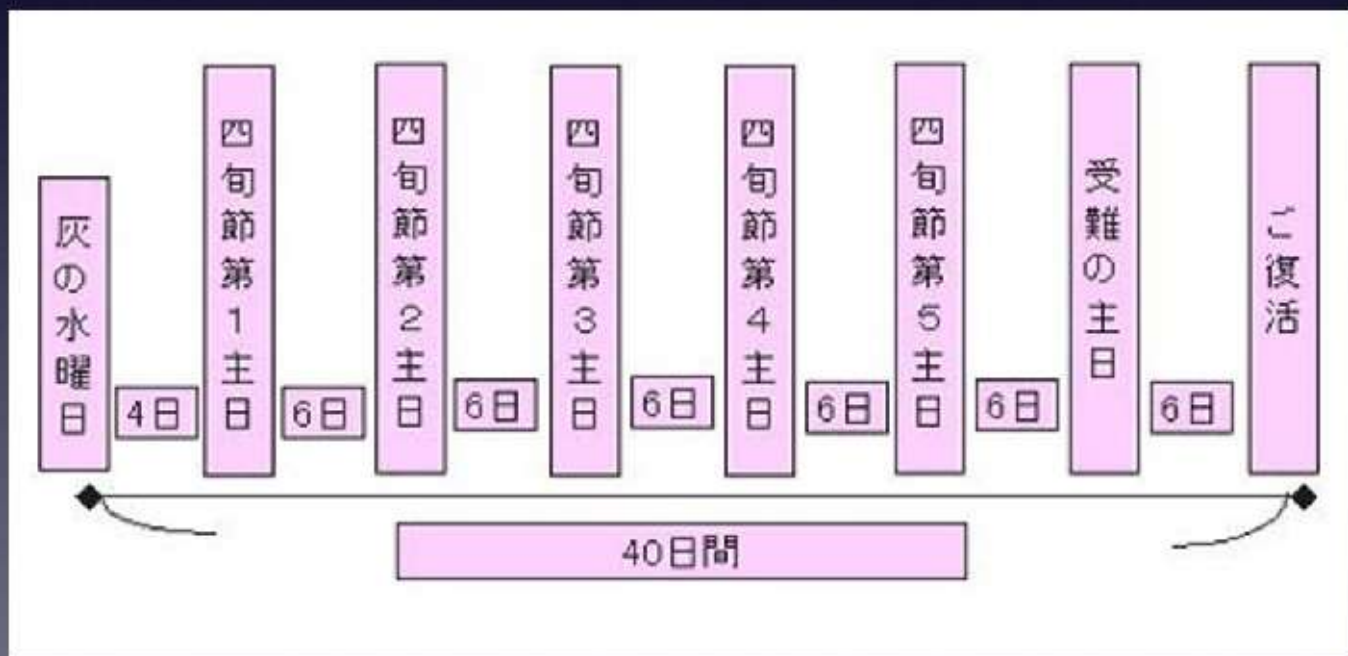 灰の水曜日
4日
四旬節第1主日
6日
四旬節第2主日
6日
四旬節第3主日
6日
四旬節第4主日
6日
四旬節第5主日
6日
受難の主日
6日
ご復活
40日間